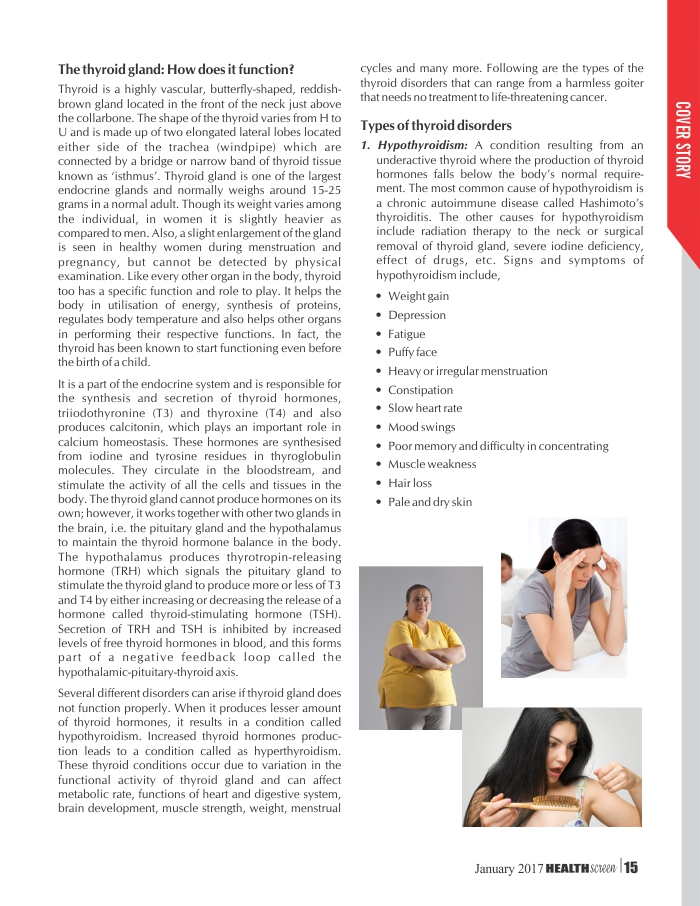 The thyroid gland: How does it function?
Thyroid is a highly vascular, butterfly-shaped, reddish-
brown gland located in the front of the neck just above
the collarbone. The shape of the thyroid varies from H to
U and is made up of two elongated lateral lobes located
either side of the trachea (windpipe) which are
connected by a bridge or narrow band of thyroid tissue
known as ‘isthmus’. Thyroid gland is one of the largest
endocrine glands and normally weighs around 15-25
grams in a normal adult. Though its weight varies among
the individual, in women it is slightly heavier as
compared to men. Also, a slight enlargement of the gland
is seen in healthy women during menstruation and
pregnancy, but cannot be detected by physical
examination. Like every other organ in the body, thyroid
too has a specific function and role to play. It helps the
body in utilisation of energy, synthesis of proteins,
regulates body temperature and also helps other organs
in performing their respective functions. In fact, the
thyroid has been known to start functioning even before
the birth of a child.
It is a part of the endocrine system and is responsible for
the synthesis and secretion of thyroid hormones,
triiodothyronine (T3) and thyroxine (T4) and also
produces calcitonin, which plays an important role in
calcium homeostasis. These hormones are synthesised
from iodine and tyrosine residues in thyroglobulin
molecules. They circulate in the bloodstream, and
stimulate the activity of all the cells and tissues in the
body. The thyroid gland cannot produce hormones on its
own; however, it works together with other two glands in
the brain, i.e. the pituitary gland and the hypothalamus
to maintain the thyroid hormone balance in the body.
The hypothalamus produces thyrotropin-releasing
hormone (TRH) which signals the pituitary gland to
stimulate the thyroid gland to produce more or less of T3
and T4 by either increasing or decreasing the release of a
hormone called thyroid-stimulating hormone (TSH).
Secretion of TRH and TSH is inhibited by increased
levels of free thyroid hormones in blood, and this forms
part of a negative feedback loop called the
hypothalamic-pituitary-thyroid axis.
Several different disorders can arise if thyroid gland does
not function properly. When it produces lesser amount
of thyroid hormones, it results in a condition called
hypothyroidism. Increased thyroid hormones produc-
tion leads to a condition called as hyperthyroidism.
These thyroid conditions occur due to variation in the
functional activity of thyroid gland and can affect
metabolic rate, functions of heart and digestive system,
brain development, muscle strength, weight, menstrual
cycles and many more. Following are the types of the
thyroid disorders that can range from a harmless goiter
that needs no treatment to life-threatening cancer.
Types of thyroid disorders
1. Hypothyroidism: A condition resulting from an
underactive thyroid where the production of thyroid
hormones falls below the body’s normal require-
ment. The most common cause of hypothyroidism is
a chronic autoimmune disease called Hashimoto’s
thyroiditis. The other causes for hypothyroidism
include radiation therapy to the neck or surgical
removal of thyroid gland, severe iodine deficiency,
effect of drugs, etc. Signs and symptoms of
hypothyroidism include,
• Weight gain
• Depression
• Fatigue
• Puffy face
• Heavy or irregular menstruation
• Constipation
• Slow heart rate
• Mood swings
• Poor memory and difficulty in concentrating
• Muscle weakness
• Hair loss
• Pale and dry skin
COVER STORY
January 2017 HEALTHscreen | 15